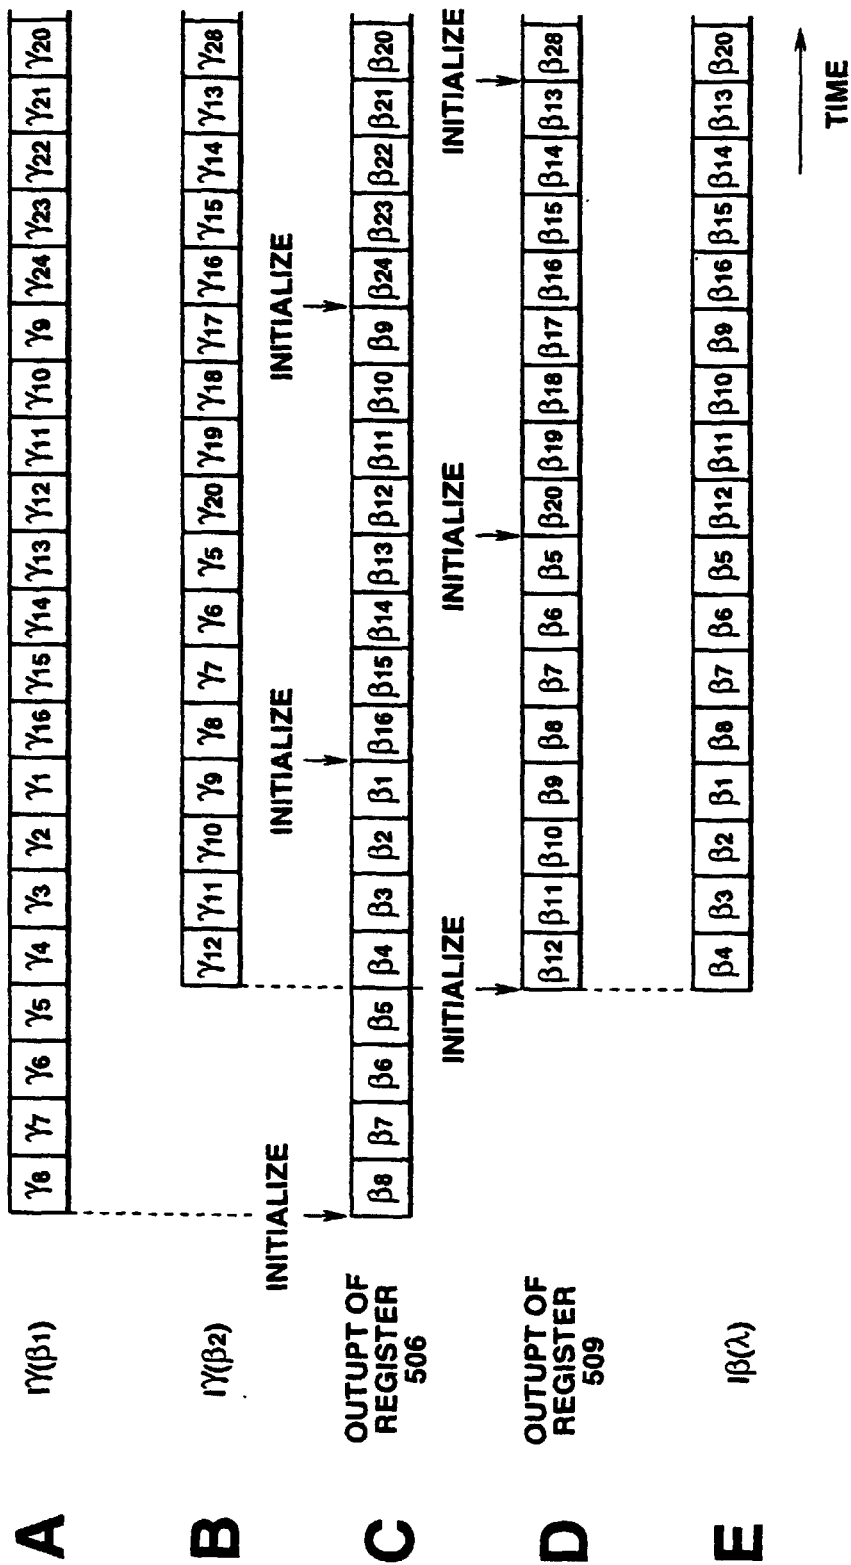 A Iγ(β1) γ8 γ7 γ6 γ5 γ4 γ3 γ2 γ1 γ16 γ15 γ14 γ13 γ12 γ11 γ10 γ9 γ24 γ23 γ22 γ21 γ20
B Iγ(β2) γ12 γ11 γ10 γ9 γ8 γ7 γ6 γ5 γ20 γ19 γ18 γ17 γ16 γ15 γ14 γ13 γ28
INITIALIZE INITIALIZE INITIALIZE
C OUTUPT OF
REGISTER
506
β8 β7 β6 β5 β4 β3 β2 β1 β16 β15 β14 β13 β12 β11 β10 β9 β24 β23 β22 β21 β20
INITIALIZE INITIALIZE INITIALIZE
D OUTUPT OF
REGISTER
509
β12 β11 β10 β9 β8 β7 β6 β5 β20 β19 β18 β17 β16 β15 β14 β13 β28
E Iβ(λ) β4 β3 β2 β1 β8 β7 β6 β5 β12 β11 β10 β9 β16 β15 β14 β13 β20
TIME